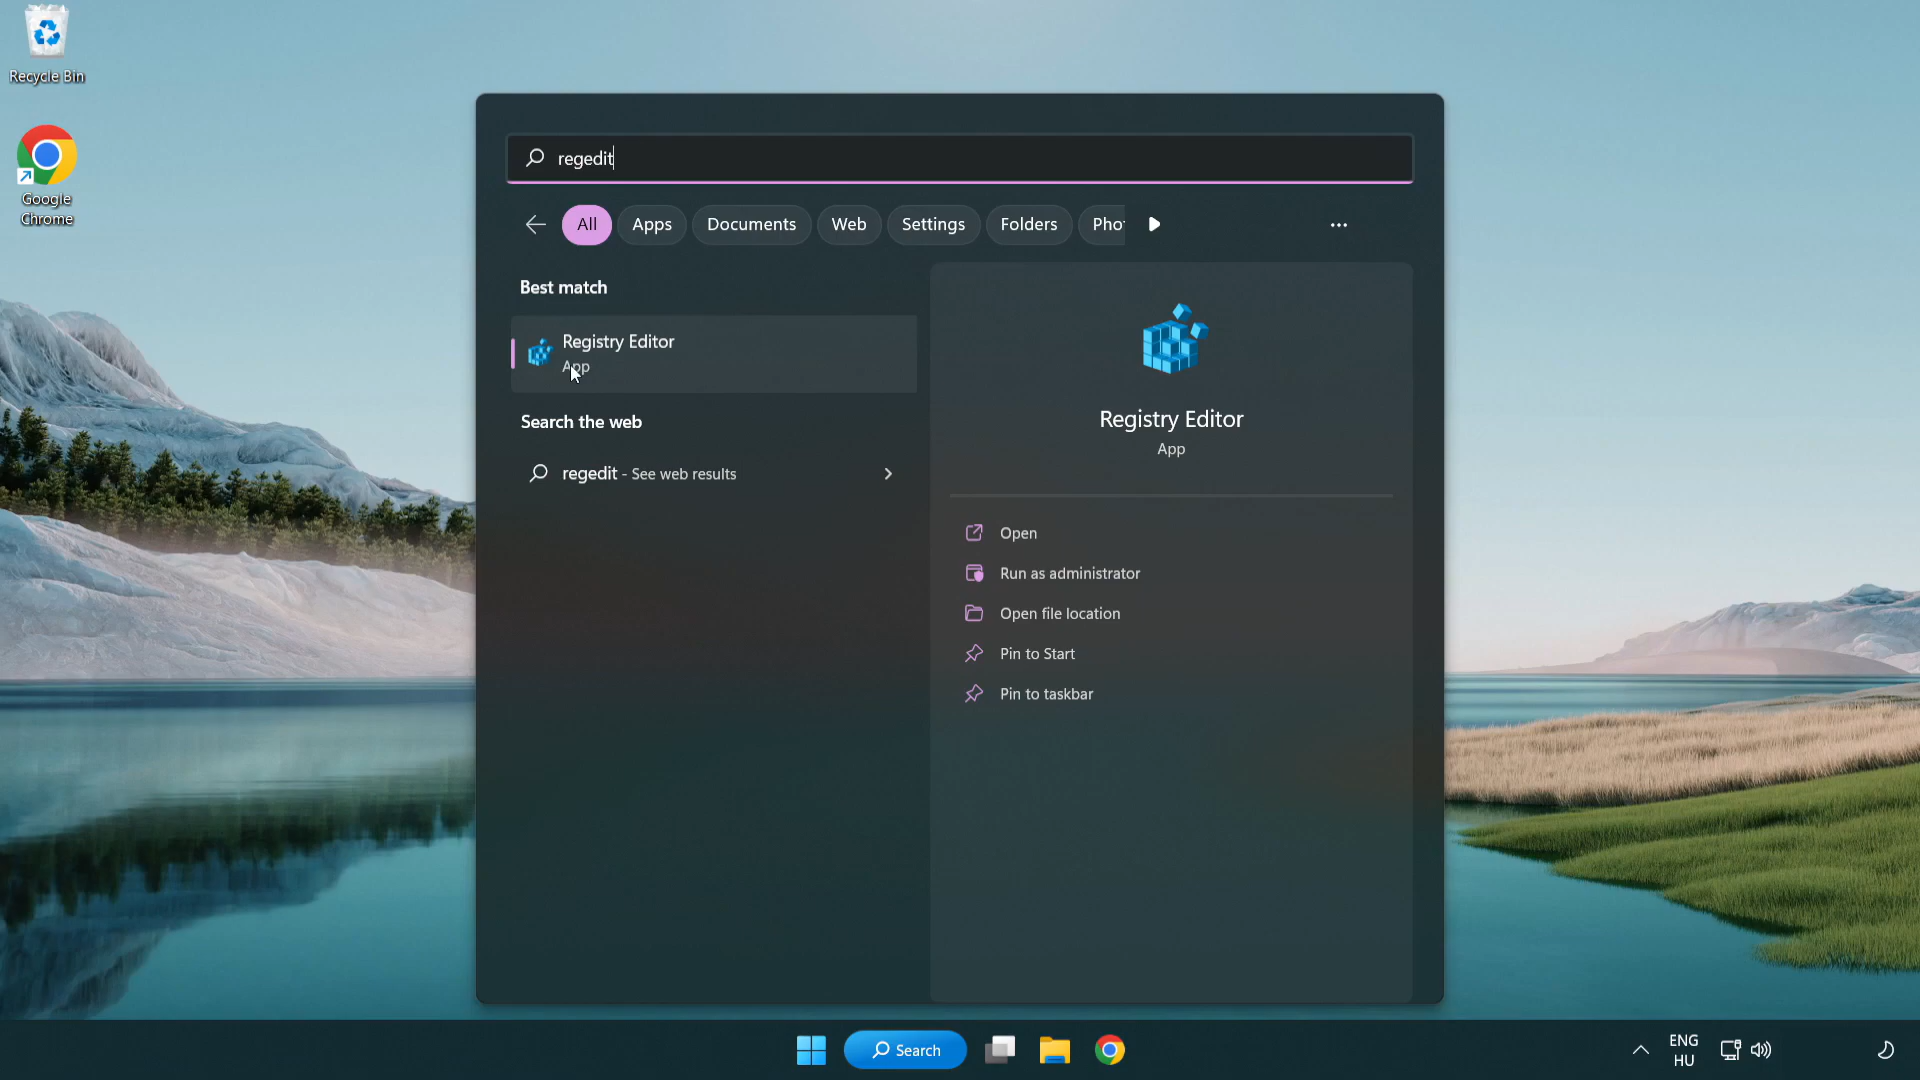 Recycle Bin
Google
Chrome
regedit
All
Apps
Documents
Web
Settings
Folders
Pho
Best match
Registry Editor
App
Search the web
regedit - See web results
Registry Editor
App
Open
Run as administrator
Open file location
Pin to Start
Pin to taskbar
Search
ENG
HU